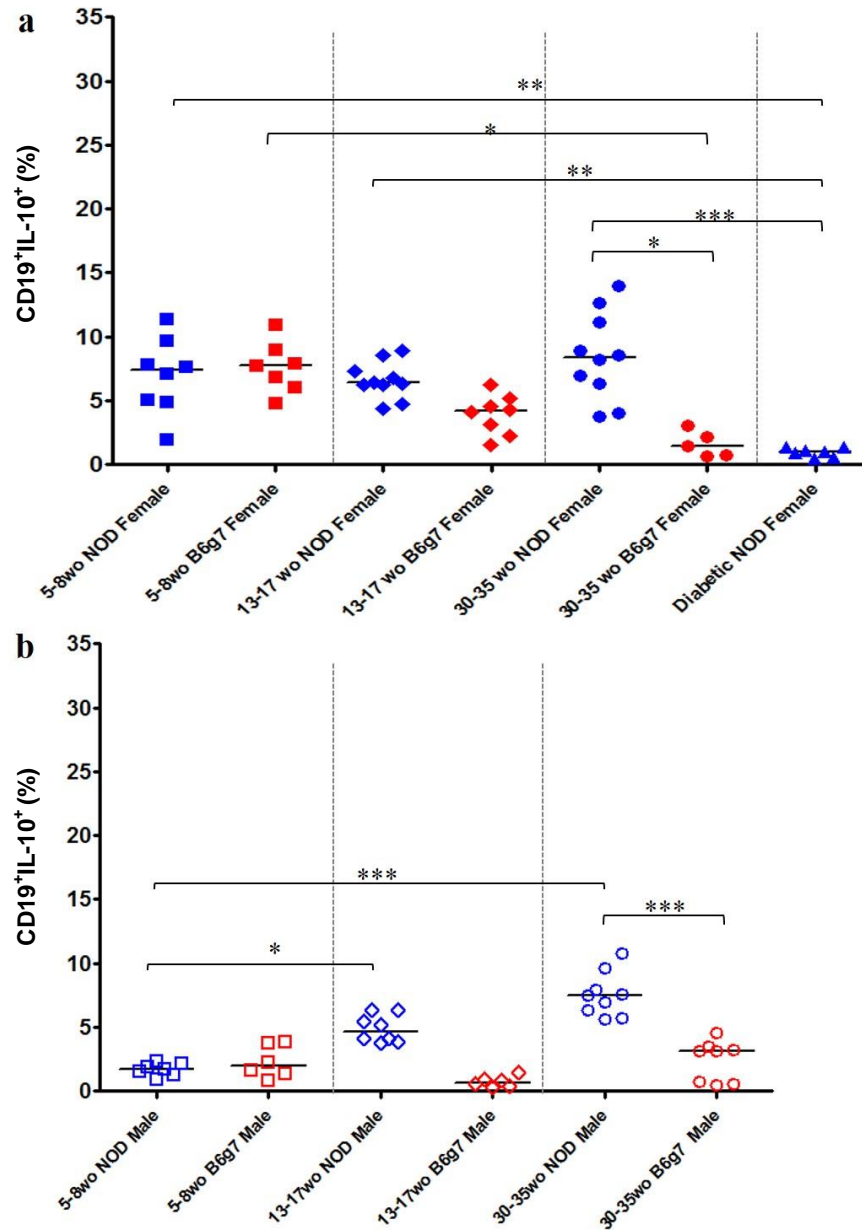 a
CD19⁺IL-10⁺ (%)
35
30
25
20
15
10
5
0
**
*
**
***
*
5-8wo NOD Female
5-8wo B6g7 Female
13-17 wo NOD Female
13-17 wo B6g7 Female
30-35 wo NOD Female
30-35 wo B6g7 Female
Diabetic NOD Female
b
CD19⁺IL-10⁺ (%)
35
30
25
20
15
10
5
0
***
***
*
5-8wo NOD Male
5-8wo B6g7 Male
13-17wo NOD Male
13-17wo B6g7 Male
30-35wo NOD Male
30-35wo B6g7 Male